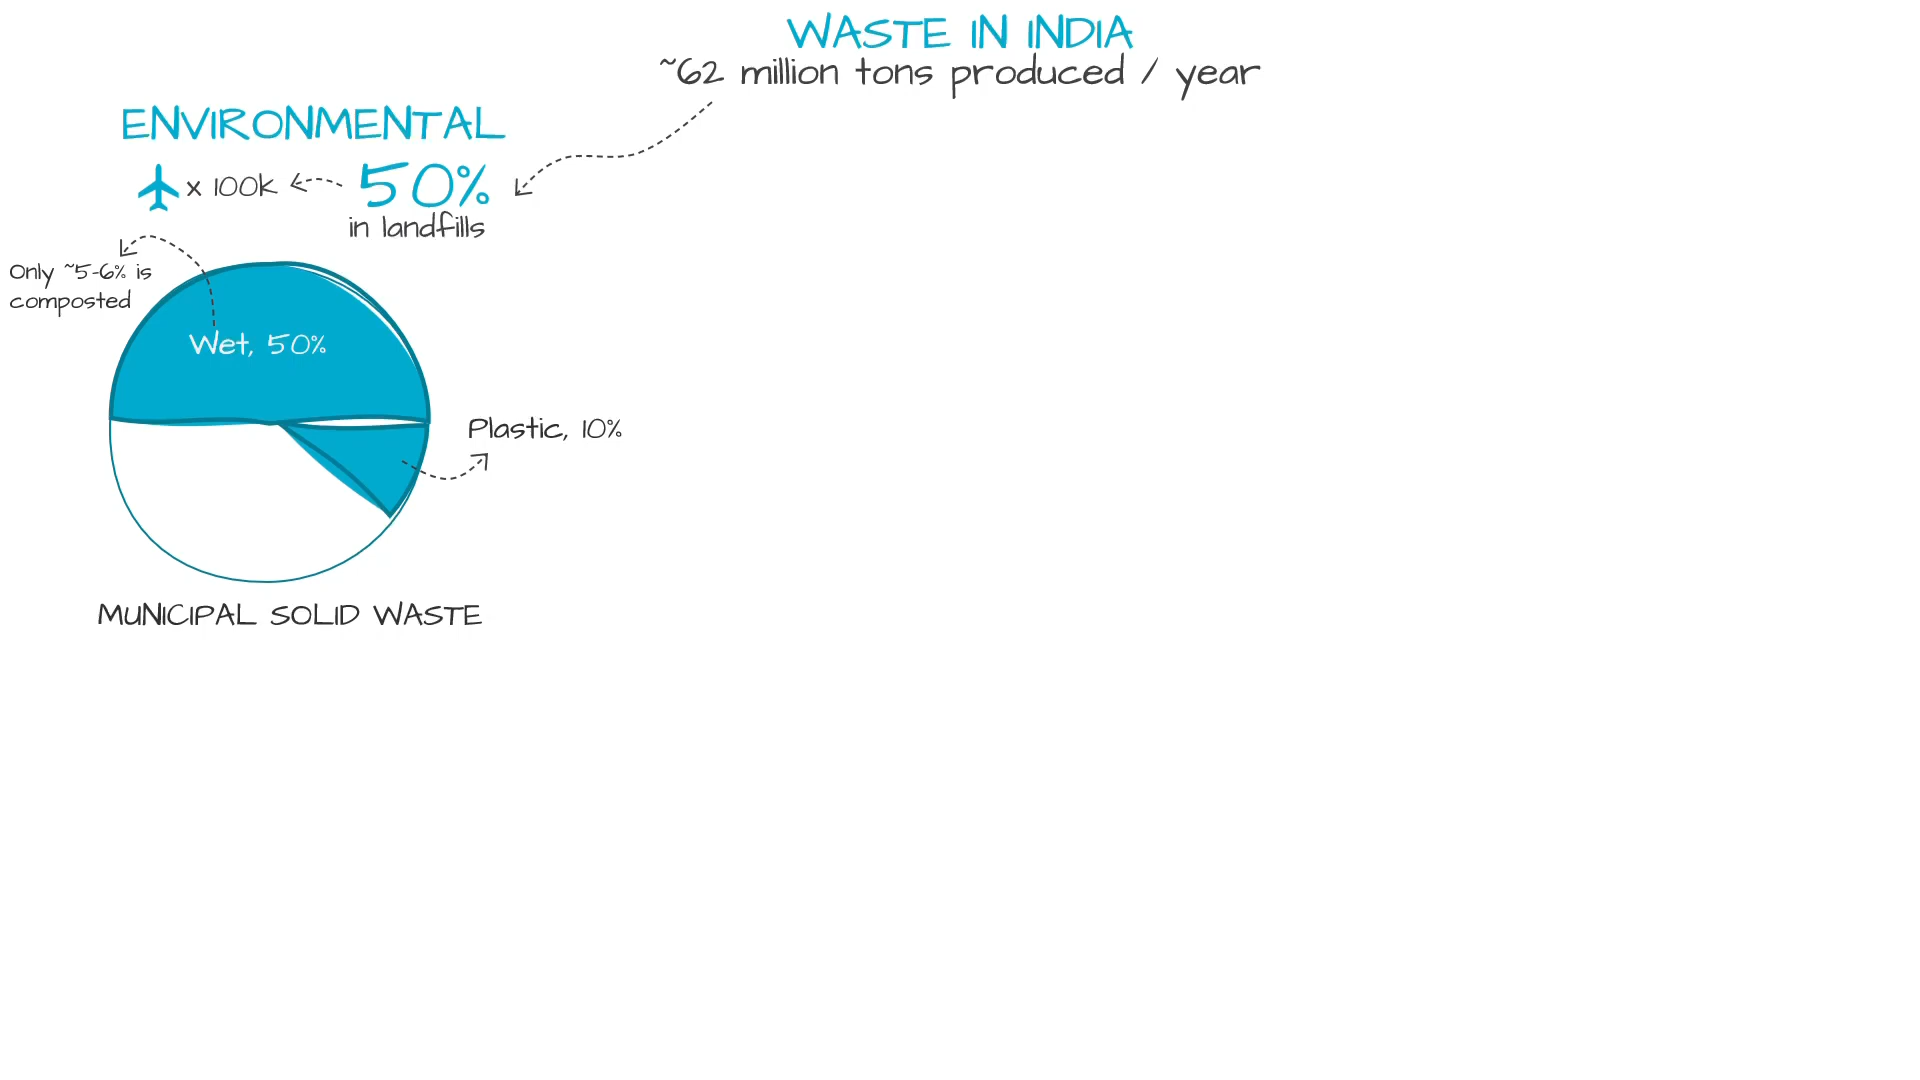 WASTE IN INDIA
~62 million tons produced / year
ENVIRONMENTAL
x 100k
50%
in landfills
Only ~5-6% is
composted
Wet, 50%
Plastic, 10%
MUNICIPAL SOLID WASTE